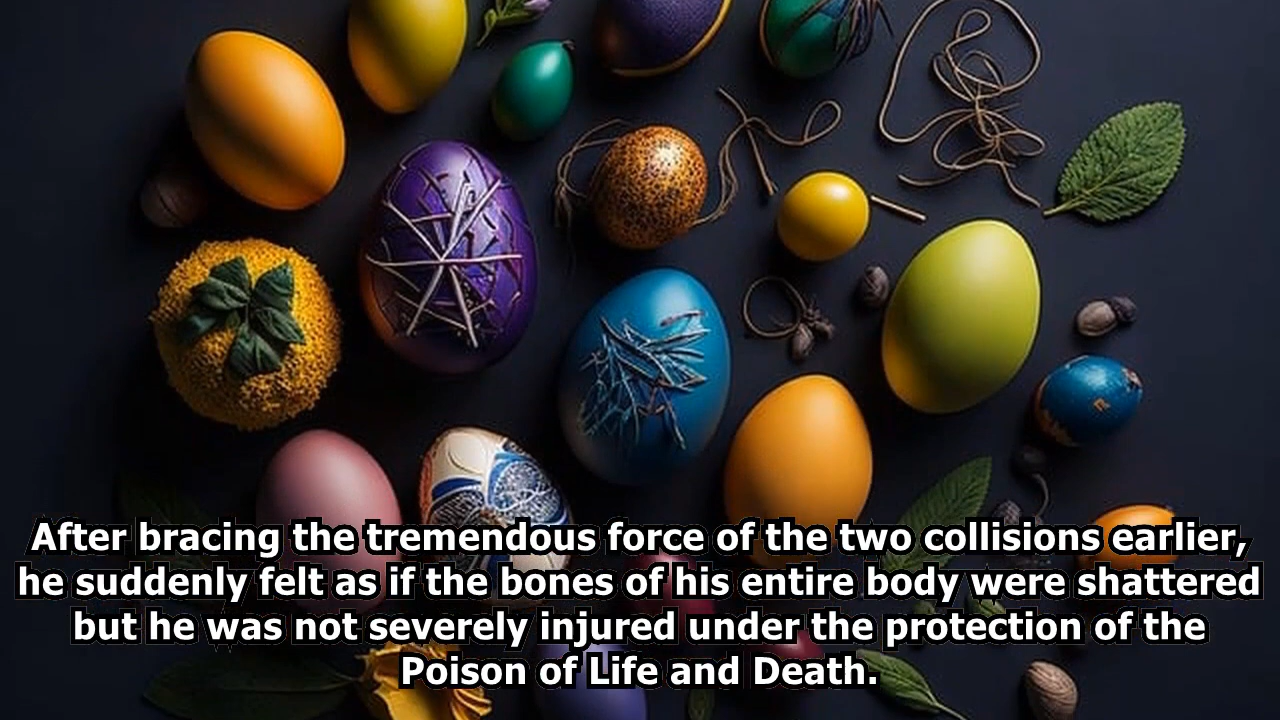 After bracing the tremendous force of the two collisions earlier,
he suddenly felt as if the bones of his entire body were shattered
but he was not severely injured under the protection of the
Poison of Life and Death.